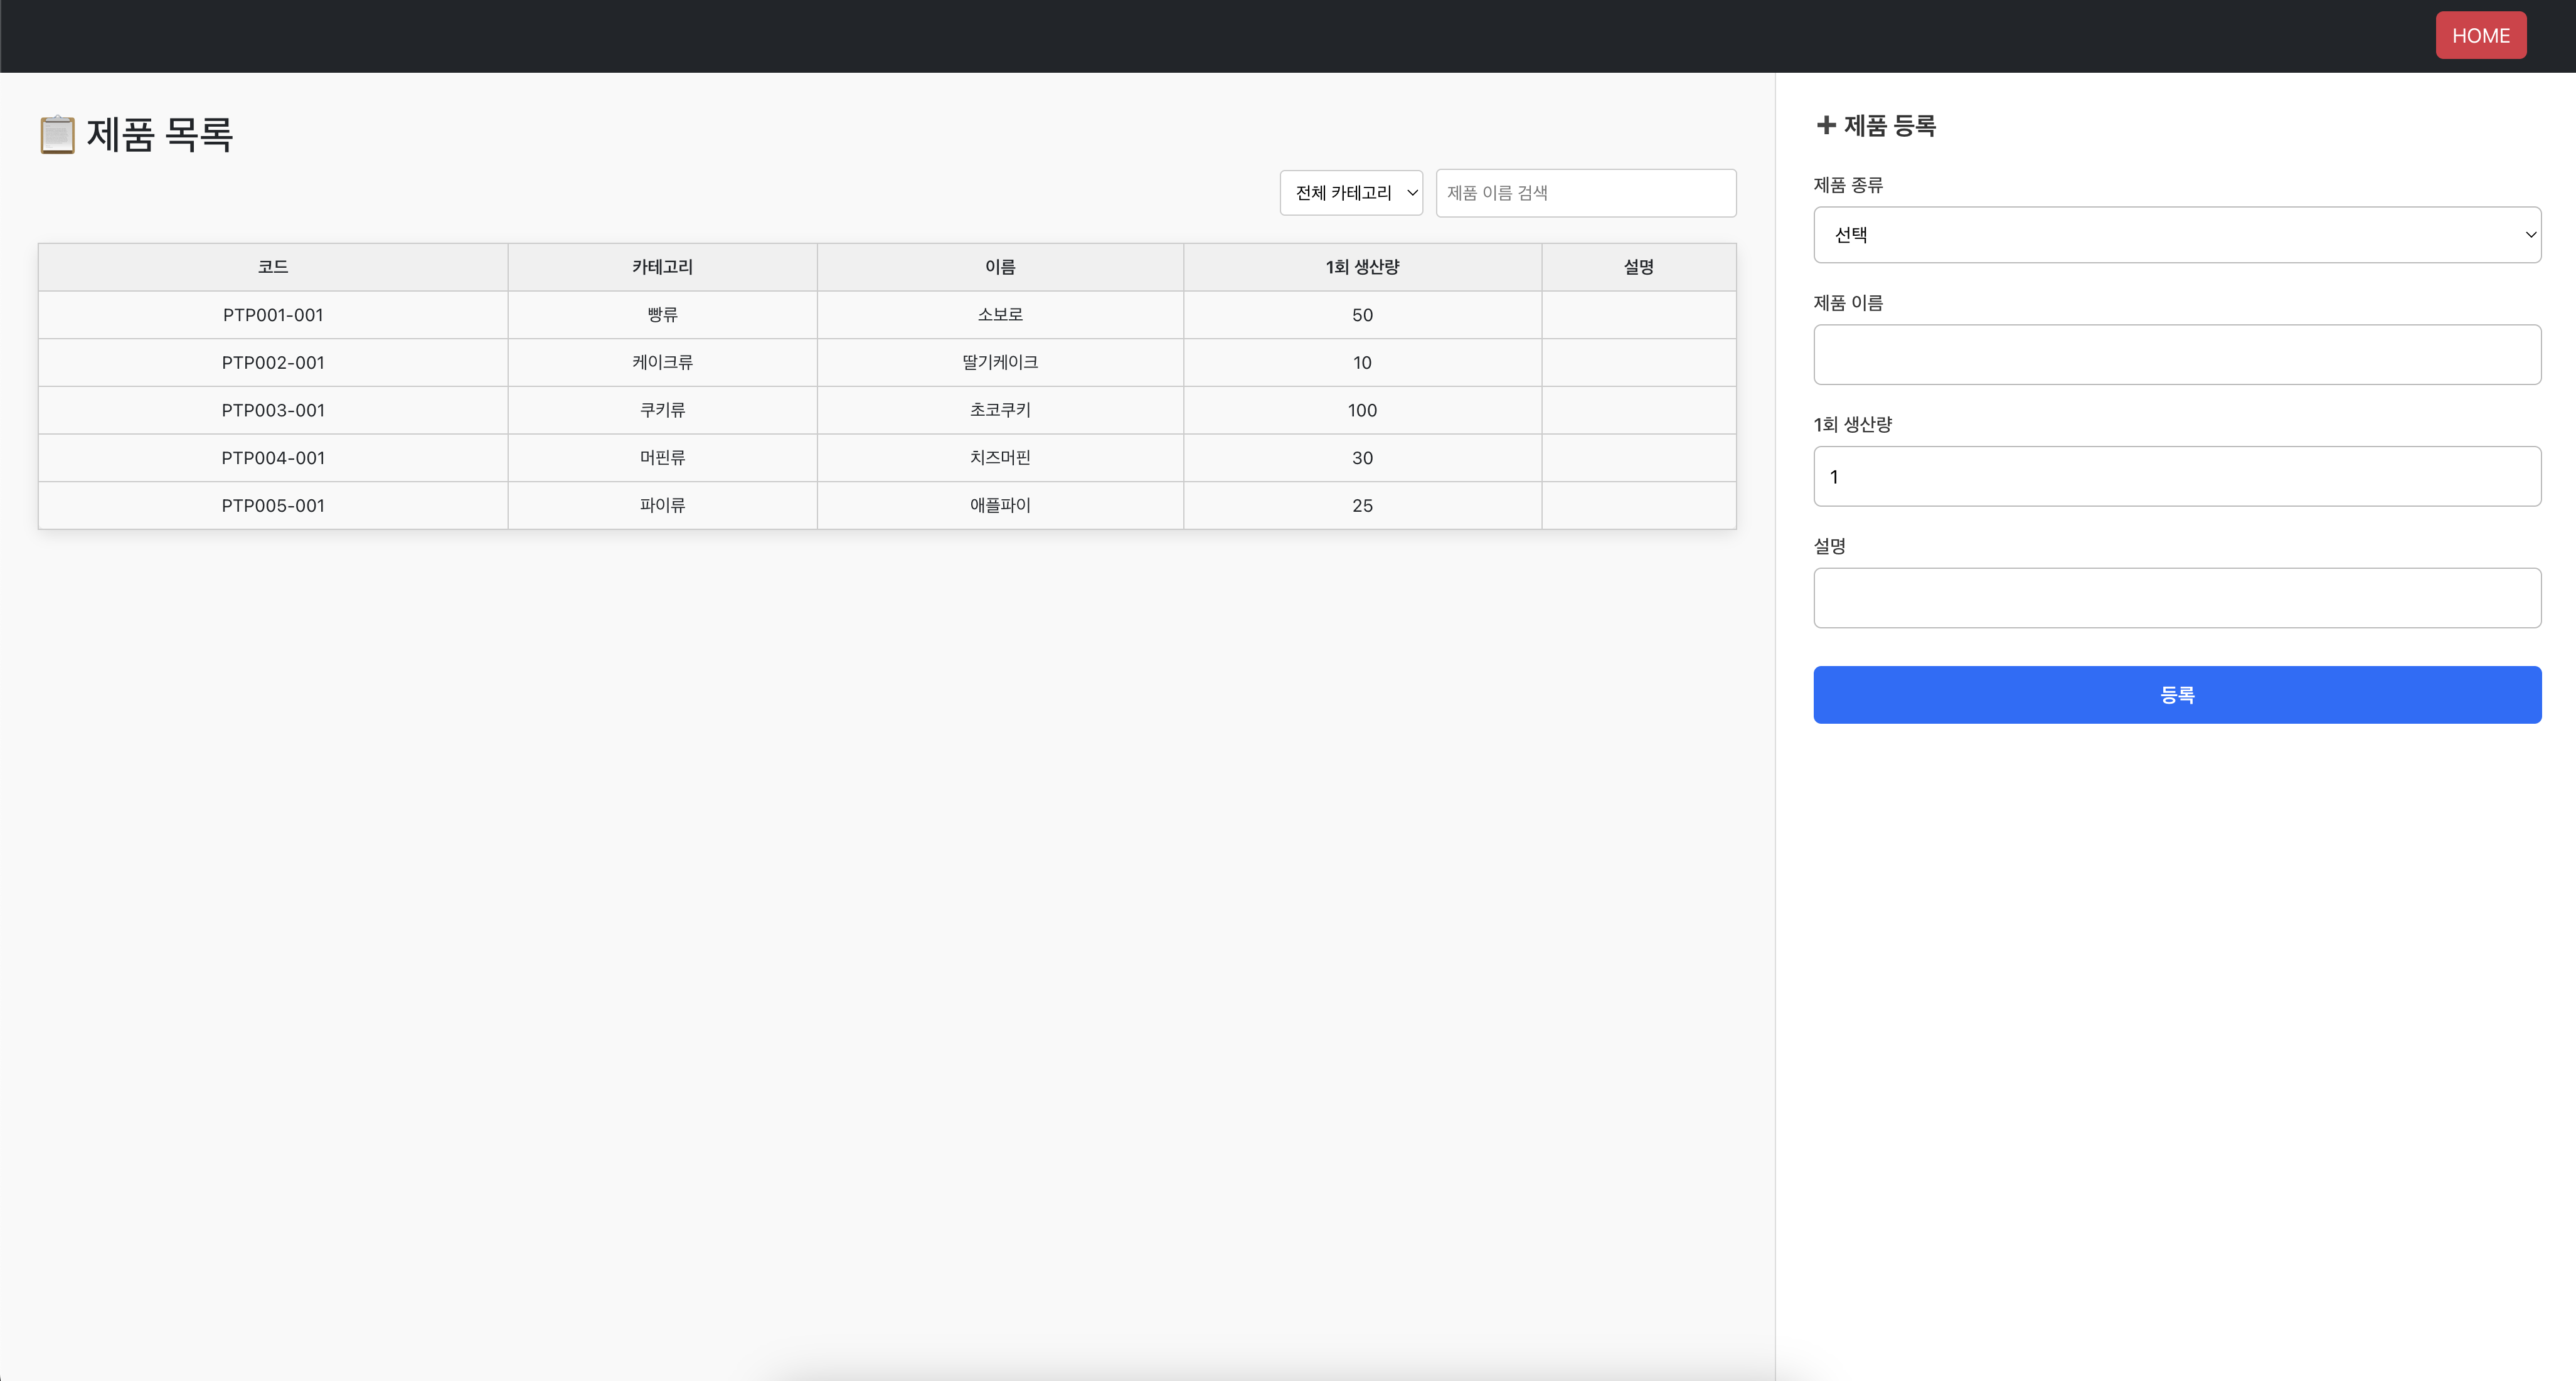 HOME
📋 제품 목록
전체 카테고리 제품 이름 검색
코드 카테고리 이름 1회 생산량 설명
PTP001-001 빵류 소보로 50
PTP002-001 케이크류 딸기케이크 10
PTP003-001 쿠키류 초코쿠키 100
PTP004-001 머핀류 치즈머핀 30
PTP005-001 파이류 애플파이 25
➕ 제품 등록
제품 종류
선택
제품 이름
1회 생산량
1
설명
등록